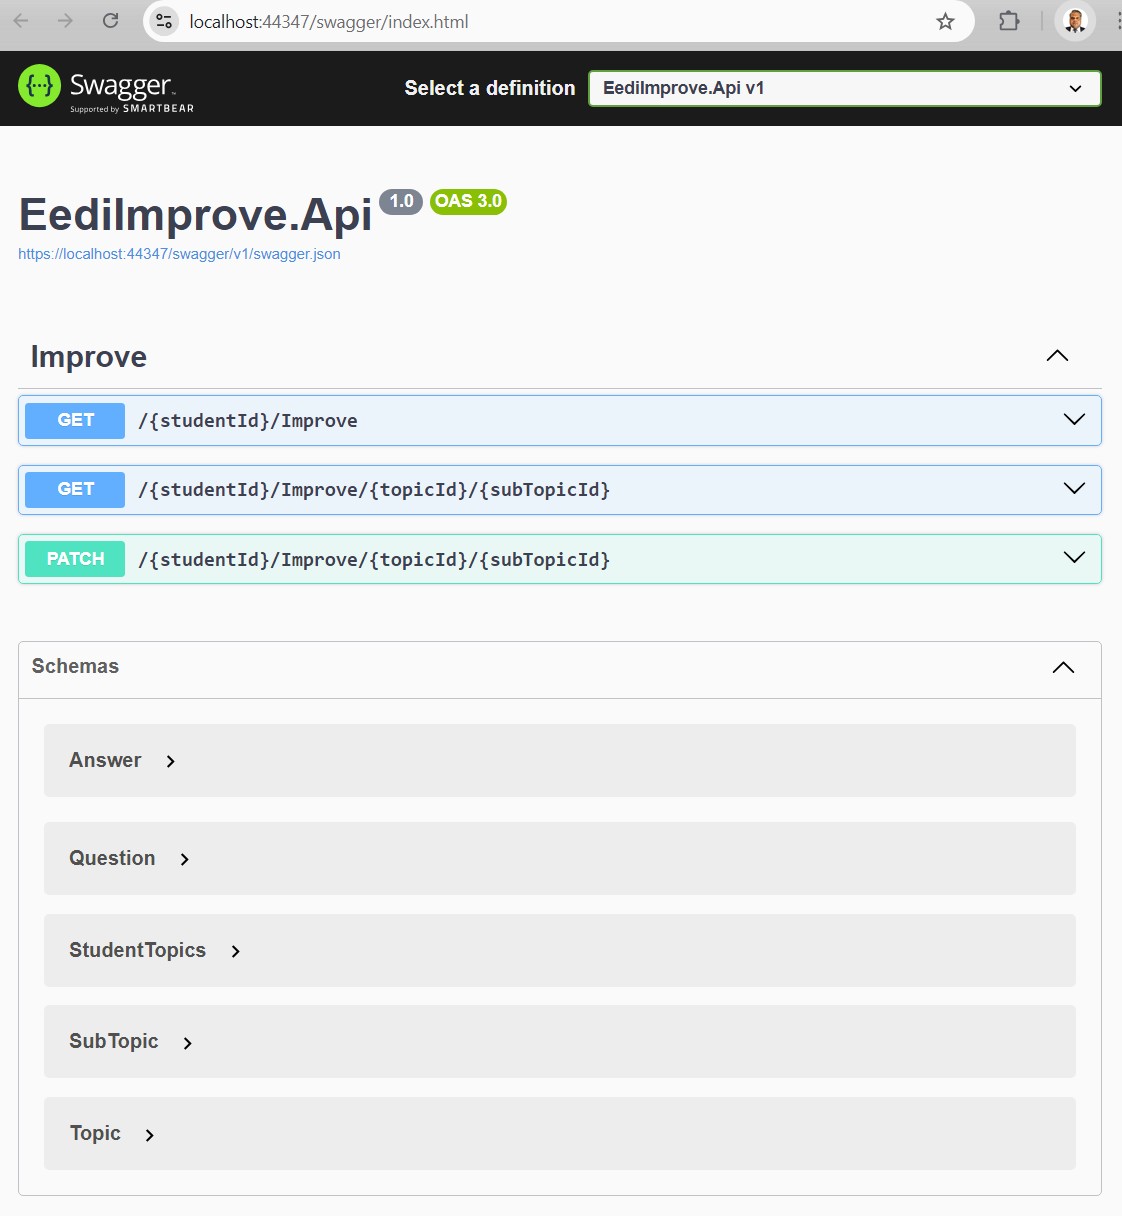 localhost:44347/swagger/index.html
Swagger
Supported by SMARTBEAR
Select a definition
EediImprove.Api v1
EediImprove.Api 1.0 OAS 3.0
https://localhost:44347/swagger/v1/swagger.json
Improve
GET /{studentId}/Improve
GET /{studentId}/Improve/{topicId}/{subTopicId}
PATCH /{studentId}/Improve/{topicId}/{subTopicId}
Schemas
Answer
Question
StudentTopics
SubTopic
Topic